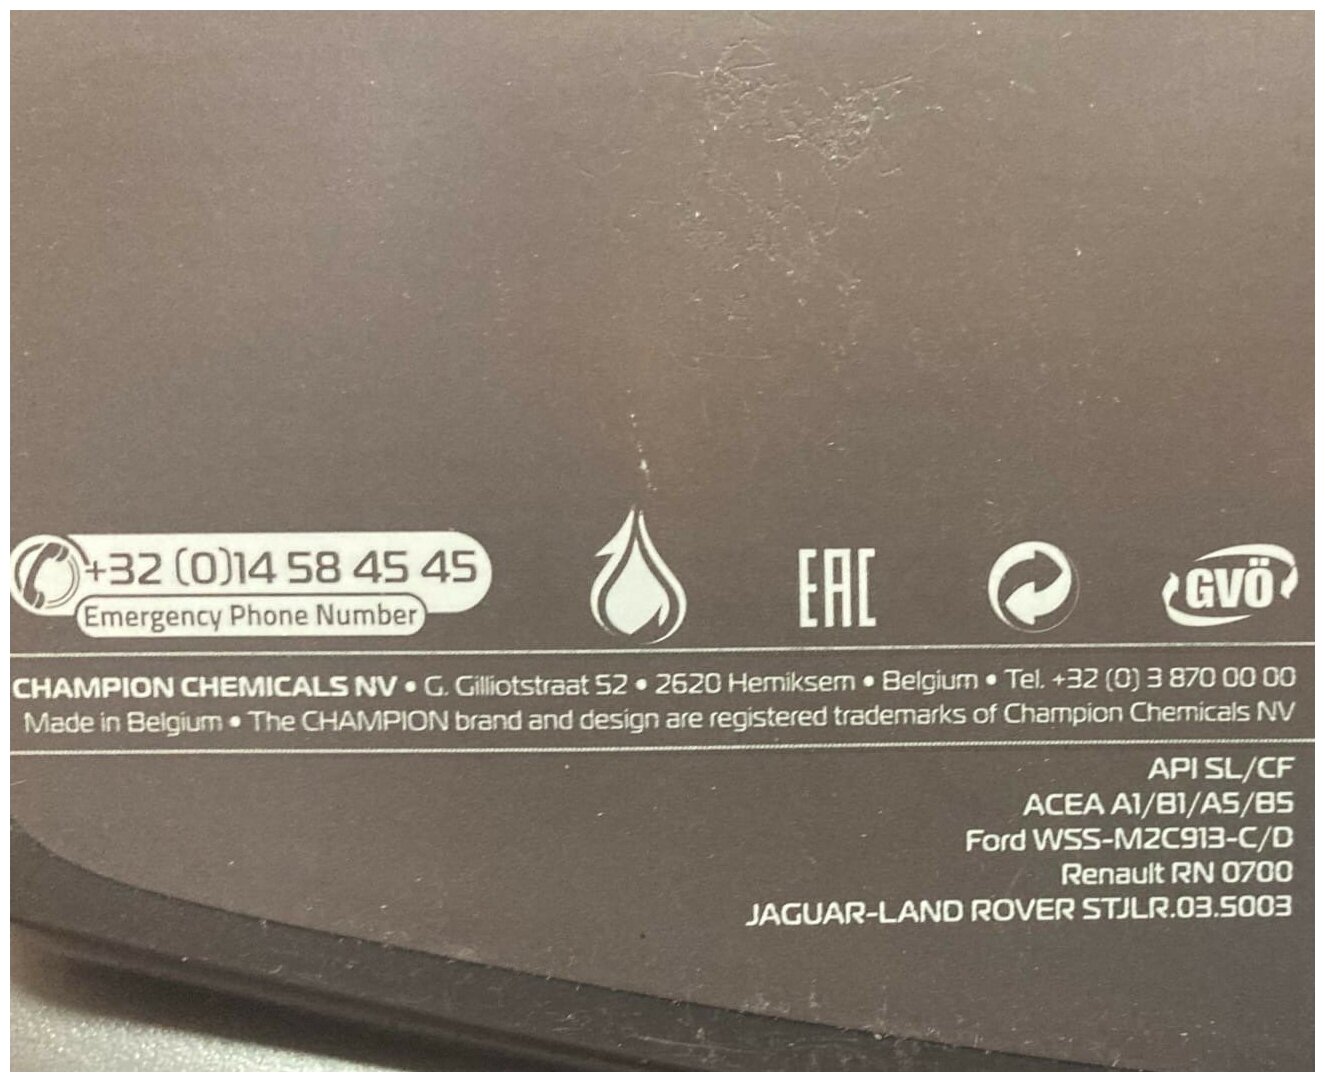 +32 (0)14 58 45 45
Emergency Phone Number
EAC
GVÖ
CHAMPION CHEMICALS NV • G. Gilliotstraat 52 • 2620 Hemiksem • Belgium • Tel. +32 (0) 3 870 00 00
Made in Belgium • The CHAMPION brand and design are registered trademarks of Champion Chemicals NV
API SL/CF
ACEA A1/B1/A5/B5
Ford WSS-M2C913-C/D
Renault RN 0700
JAGUAR-LAND ROVER STJLR.03.5003